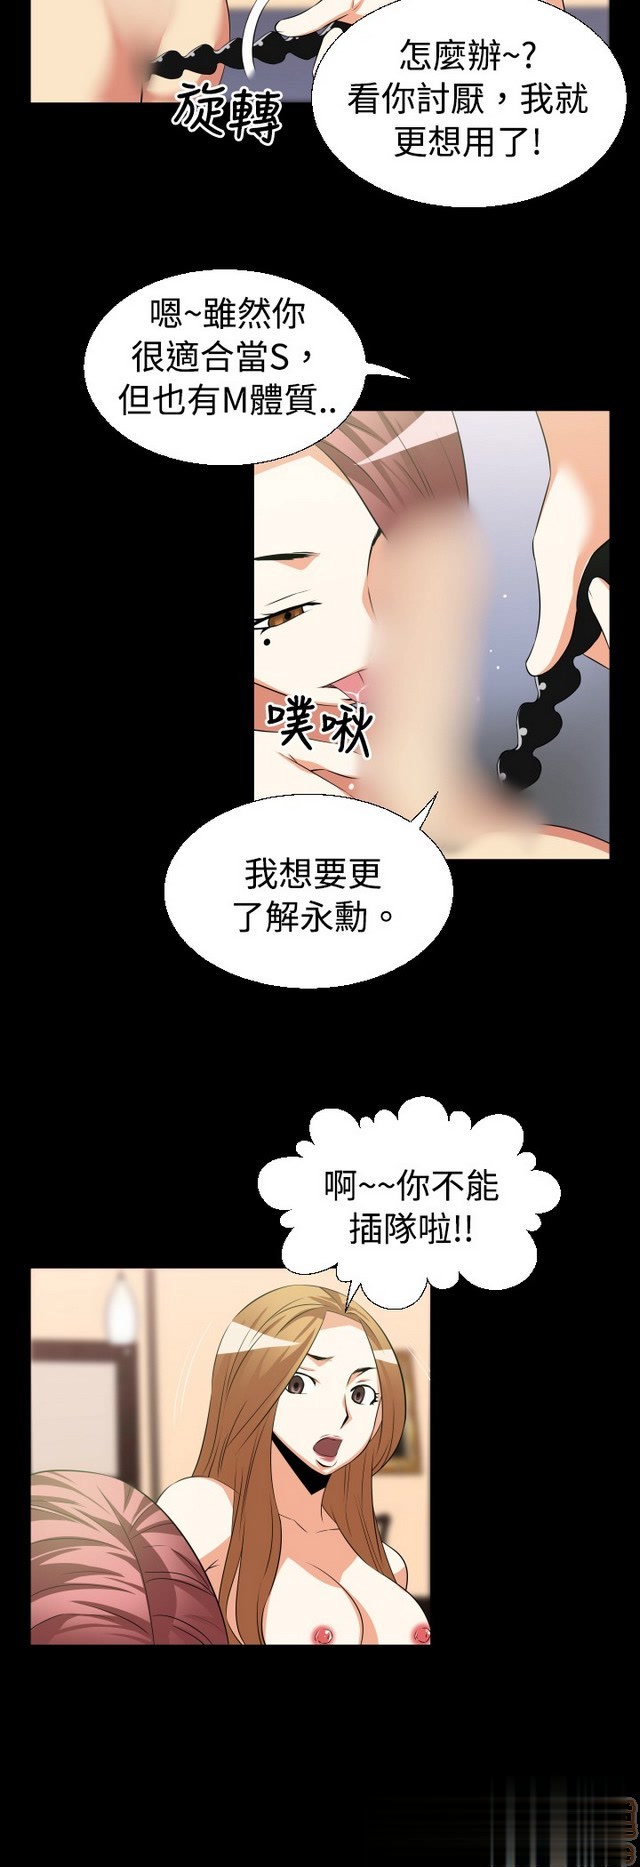 怎麼辦~?
看你討厭，我就
更想用了!
旋轉
嗯~雖然你
很適合當S，
但也有M體質..
噗啾
我想要更
了解永勳。
啊~~你不能
插隊啦!!